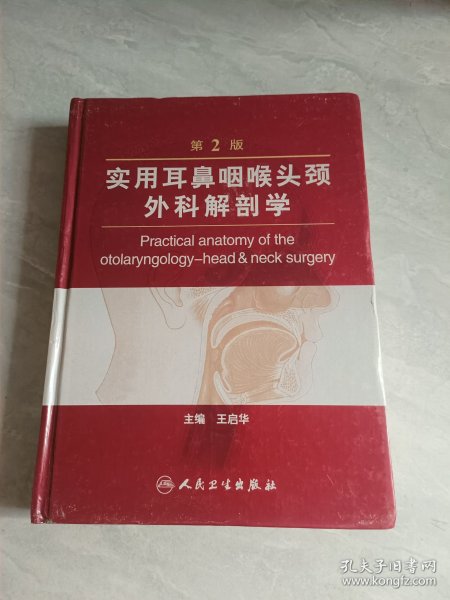 第2版
实用耳鼻咽喉头颈
外科解剖学
Practical anatomy of the
otolaryngology-head & neck surgery
主编 王启华
人民卫生出版社
孔夫子旧书网
www.kongfz.com